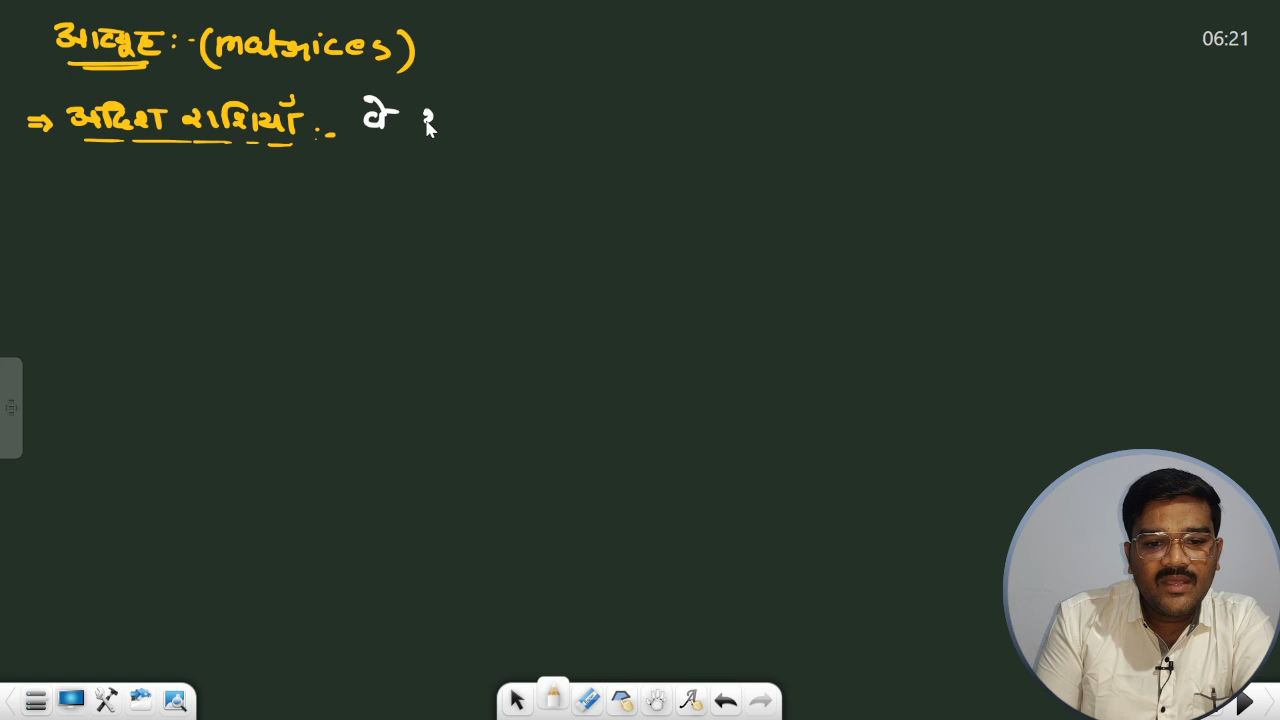 आव्यूह :- (matrices)
06:21
⇒ अदिश राशियाँ :- वे